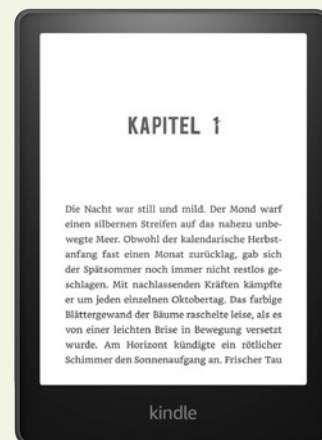 KAPITEL 1
Die Nacht war still und mild. Der Mond warf
einen silbernen Streifen auf das nahezu unbe-
wegte Meer. Obwohl der kalendarische Herbst-
anfang fast einen Monat zurücklag, gab sich
der Spätsommer noch immer nicht restlos ge-
schlagen. Mit nachlassenden Kräften kämpfte
er um jeden einzelnen Oktobertag. Das farbige
Blättergewand der Bäume raschelte leise, als es
von einer leichten Brise in Bewegung versetzt
wurde. Am Horizont kündigte ein rötlicher
Schimmer den Sonnenaufgang an. Frischer Tau
kindle